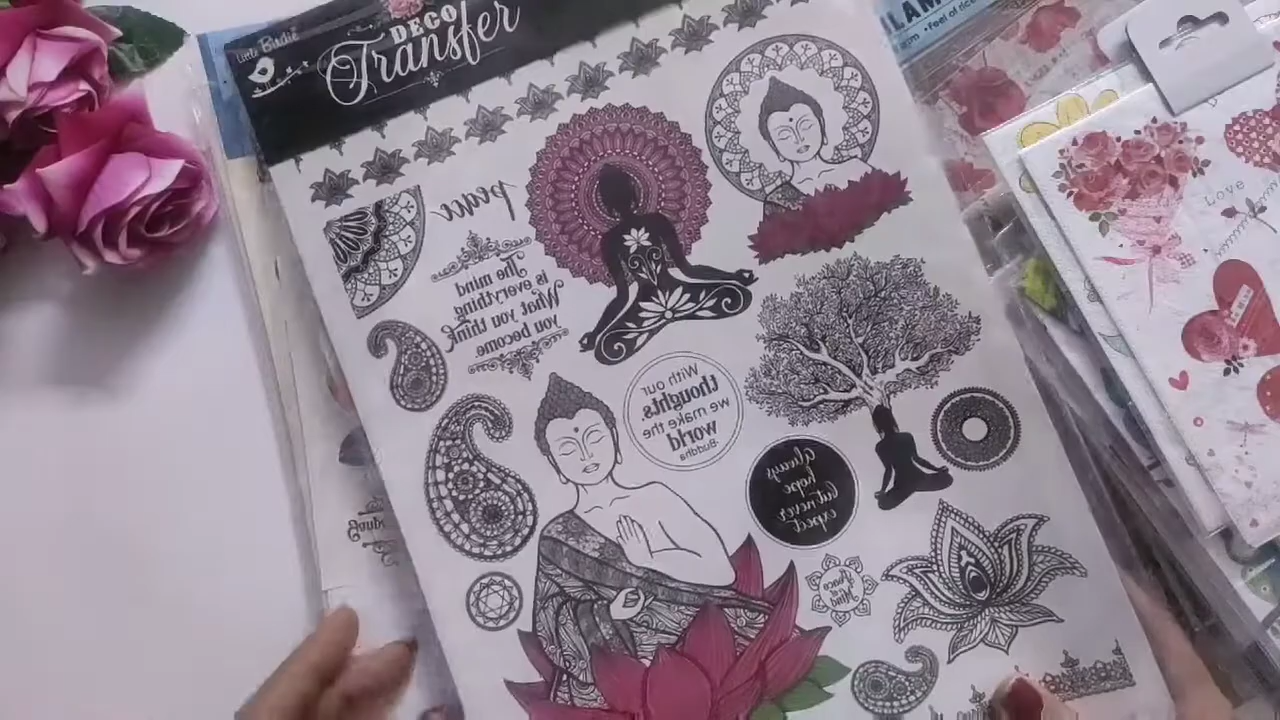 Little Birdie
DECO
Transfer
peace
The mind
is everything
What you think
you become
With our
thoughts
we make the
world
-Buddha
Always
hope
but never
expect
Peace
of
Mind
Love